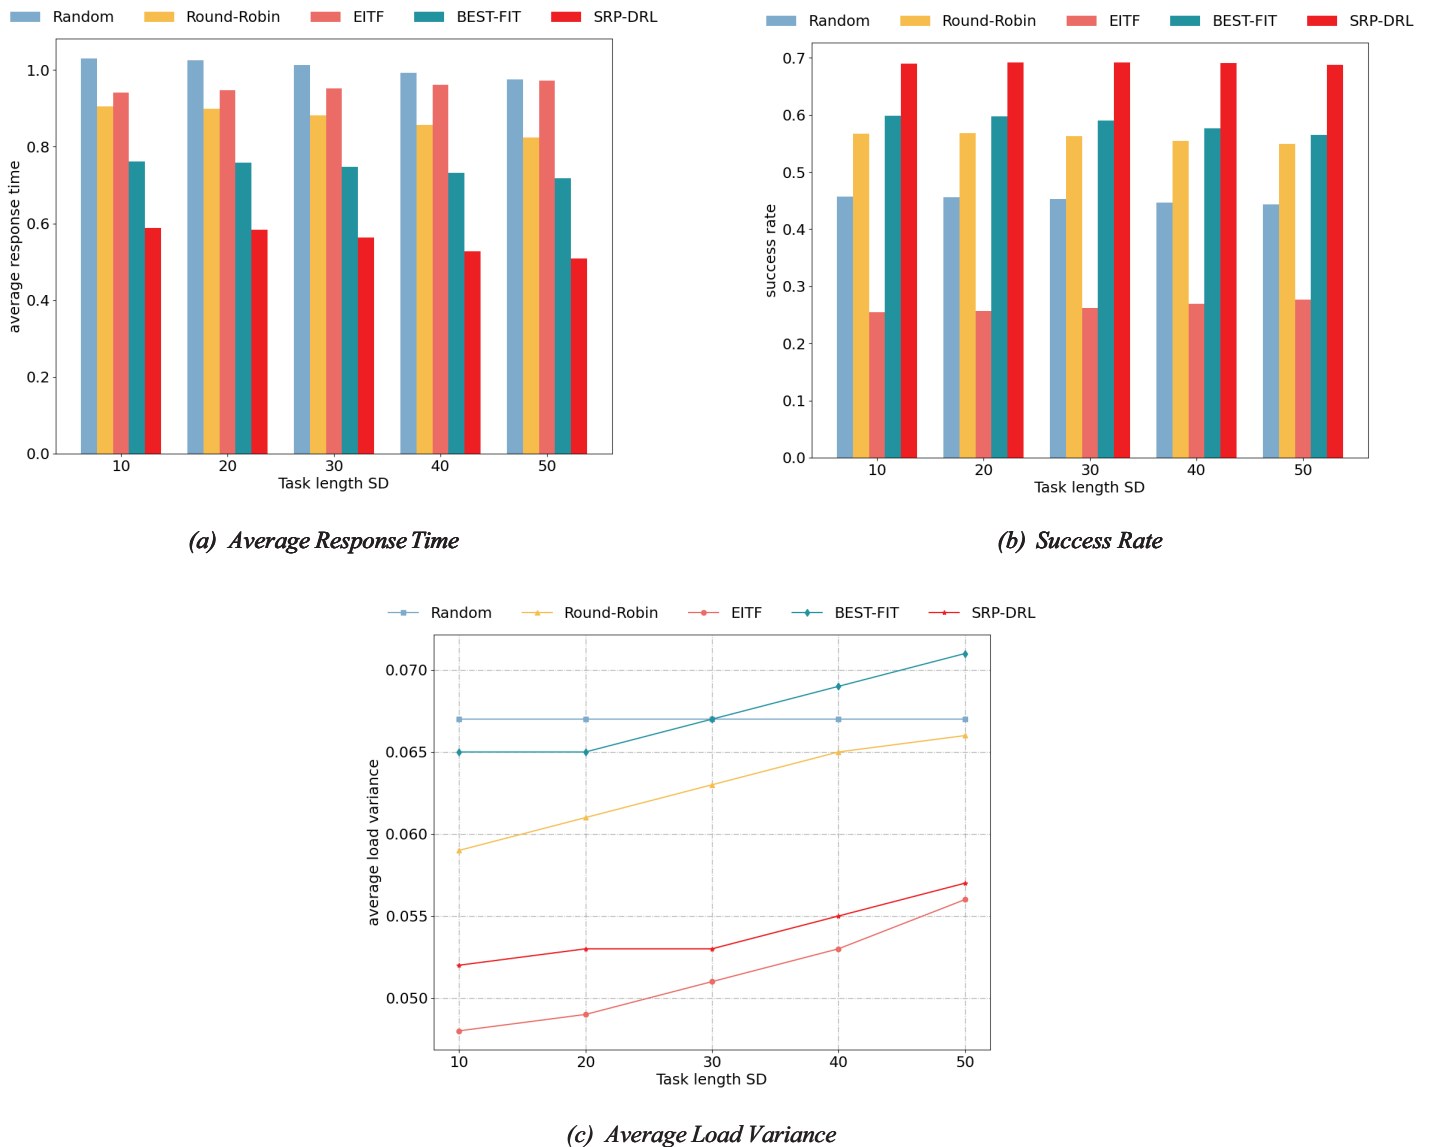 Random Round-Robin EITF BEST-FIT SRP-DRL
1.0
0.8
0.6
0.4
0.2
0.0
average response time
10 20 30 40 50
Task length SD
(a) Average Response Time
Random Round-Robin EITF BEST-FIT SRP-DRL
0.7
0.6
0.5
0.4
0.3
0.2
0.1
0.0
success rate
10 20 30 40 50
Task length SD
(b) Success Rate
Random Round-Robin EITF BEST-FIT SRP-DRL
0.070
0.065
0.060
0.055
0.050
average load variance
10 20 30 40 50
Task length SD
(c) Average Load Variance